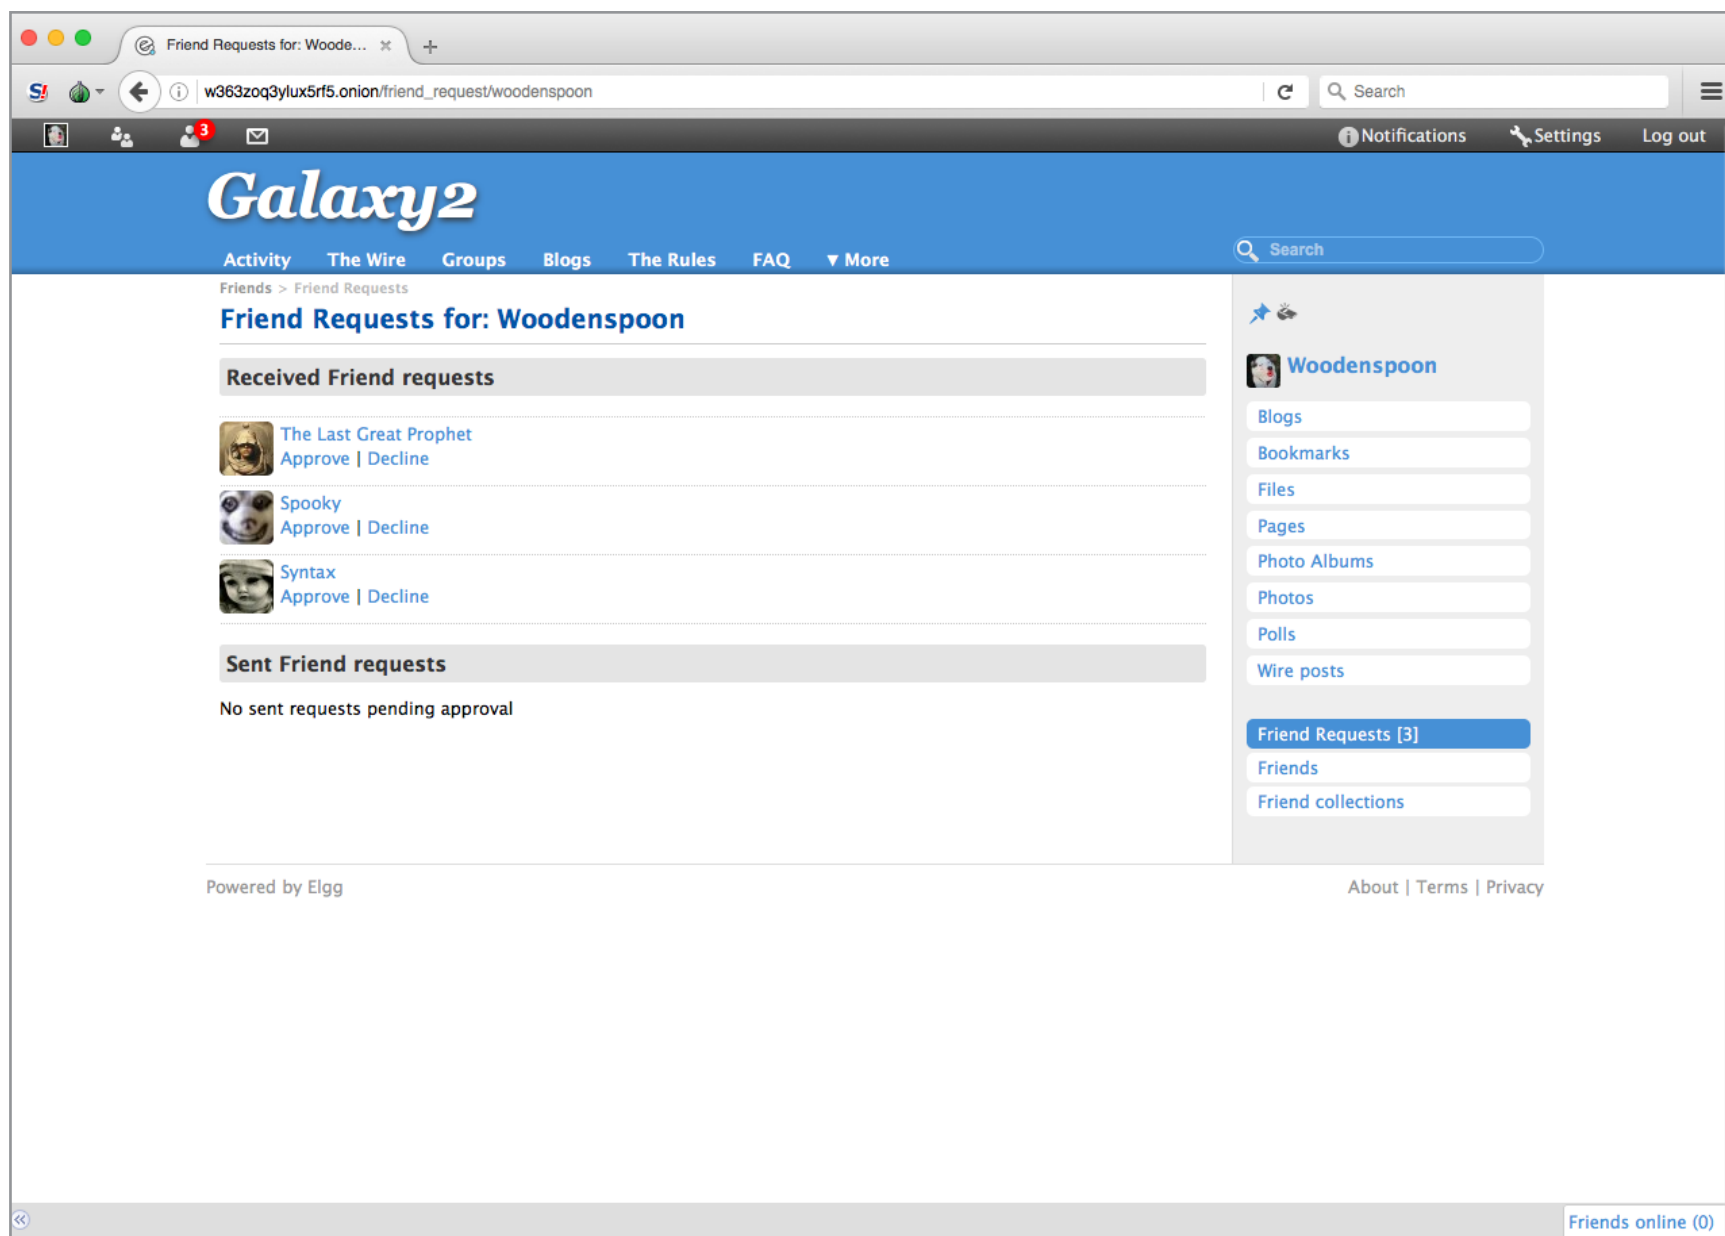 Friend Requests for: Woode...
S!
w363zoq3ylux5rf5.onion/friend_request/woodenspoon
Search
3
Notifications Settings Log out
Galaxy2
Activity The Wire Groups Blogs The Rules FAQ ▼ More
Search
Friends > Friend Requests
Friend Requests for: Woodenspoon
Received Friend requests
The Last Great Prophet
Approve | Decline
Spooky
Approve | Decline
Syntax
Approve | Decline
Sent Friend requests
No sent requests pending approval
Woodenspoon
Blogs
Bookmarks
Files
Pages
Photo Albums
Photos
Polls
Wire posts
Friend Requests [3]
Friends
Friend collections
Powered by Elgg
About | Terms | Privacy
Friends online (0)